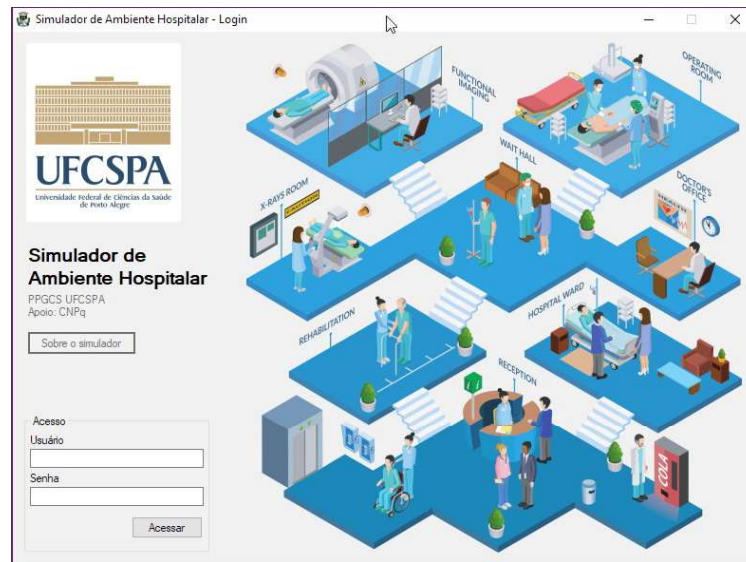 Simulador de Ambiente Hospitalar - Login
UFCSPA
Universidade Federal de Ciências da Saúde
de Porto Alegre
Simulador de
Ambiente Hospitalar
PPGCS UFCSPA
Apoio: CNPq
Sobre o simulador
Acesso
Usuário
Senha
Acessar
FUNCTIONAL
IMAGING
OPERATING
ROOM
WAIT HALL
X-RAYS ROOM
DOCTOR'S
OFFICE
HEALTH
REHABILITATION
HOSPITAL WARD
RECEPTION
COLA